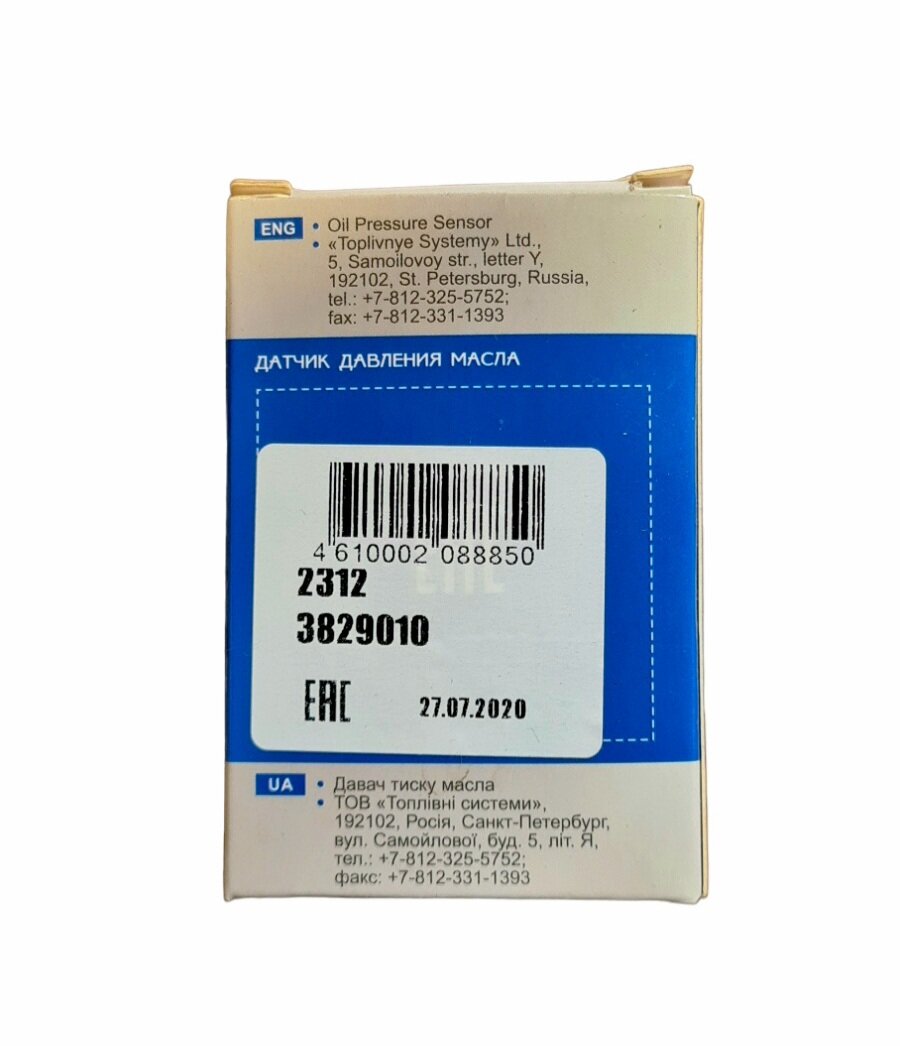 ENG • Oil Pressure Sensor
• «Toplivnye Systemy» Ltd.,
5, Samoilovoy str., letter Y,
192102, St. Petersburg, Russia,
tel.: +7-812-325-5752;
fax: +7-812-331-1393
ДАТЧИК ДАВЛЕНИЯ МАСЛА
4 610002 088850
2312
3829010
EAC
EAC 27.07.2020
UA • Давач тиску масла
• ТОВ «Топлівні системи»,
192102, Росія, Санкт-Петербург,
вул. Самойлової, буд. 5, літ. Я,
тел.: +7-812-325-5752;
факс: +7-812-331-1393